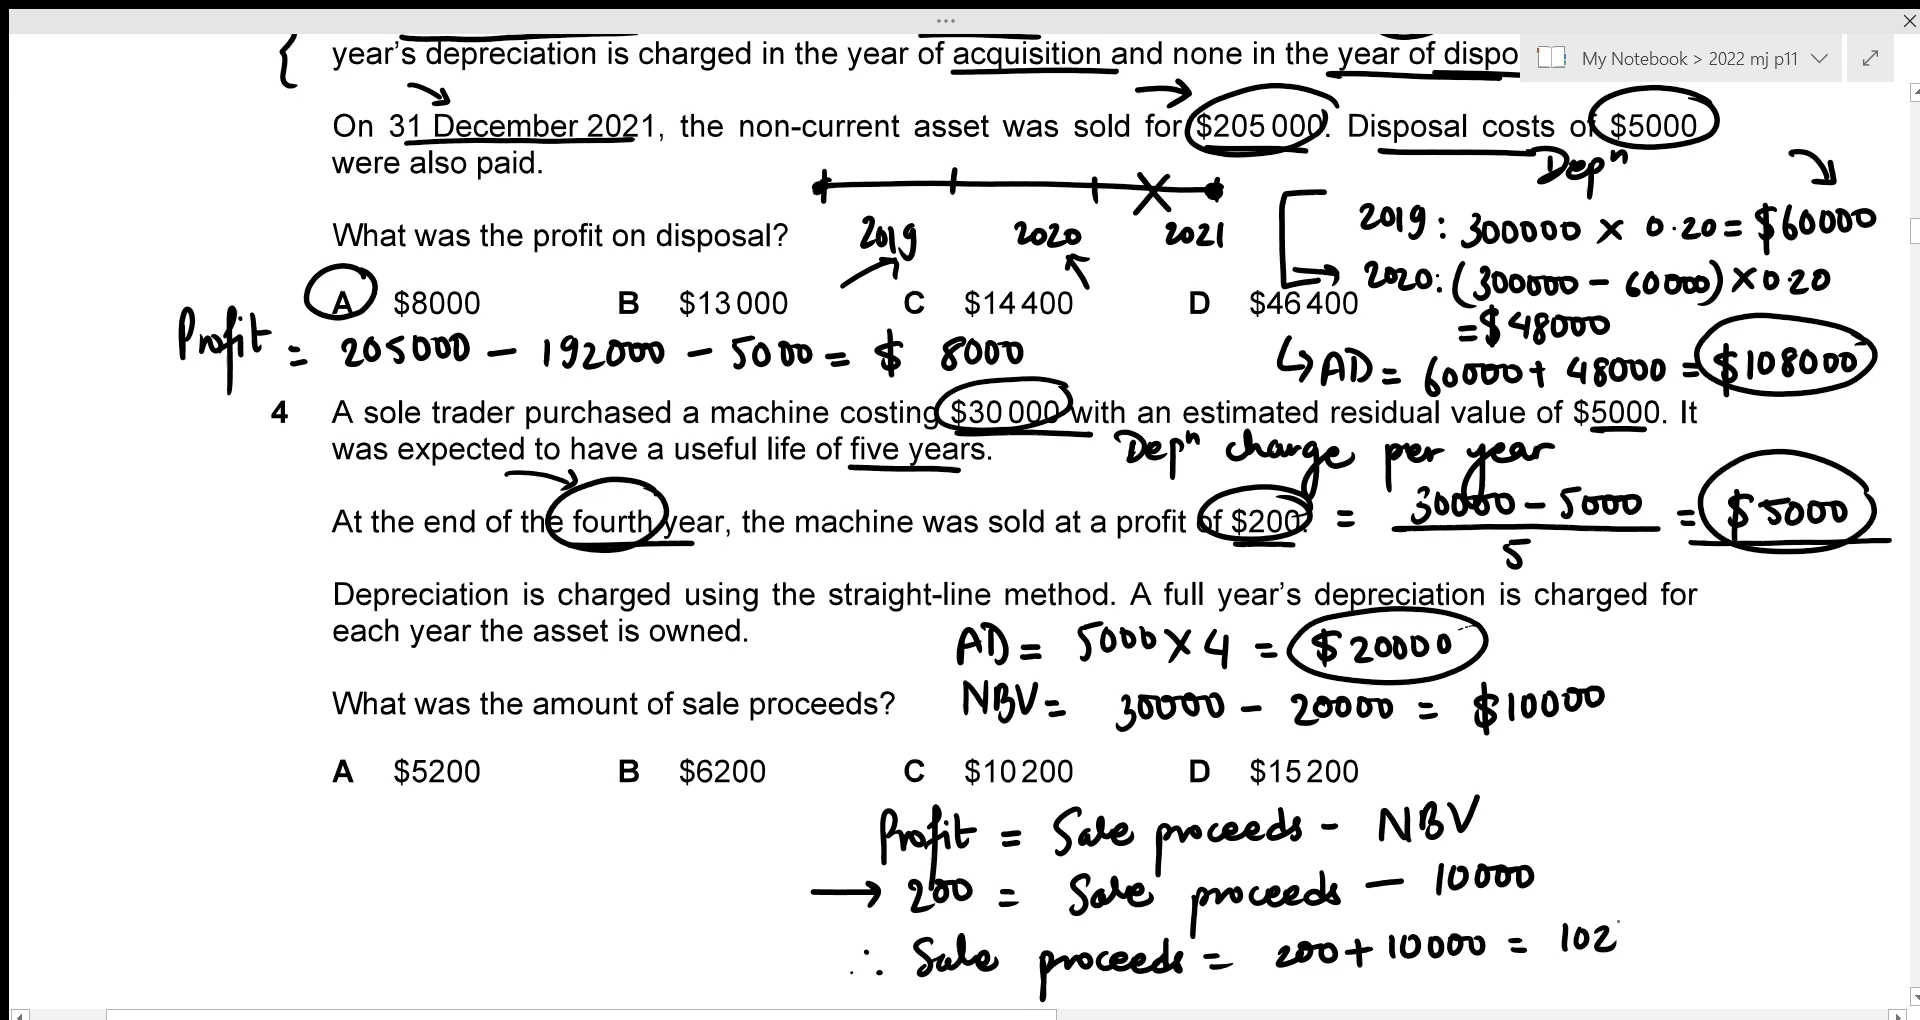 year's depreciation is charged in the year of acquisition and none in the year of dispo
My Notebook > 2022 mj p11
On 31 December 2021, the non-current asset was sold for $205 000. Disposal costs of $5000
were also paid.
Depⁿ
2019 2020 2021
2019: 300000 × 0.20 = $60000
What was the profit on disposal?
2020: (300000 - 60000) × 0.20
= $48000
A $8000 B $13 000 C $14 400 D $46 400
Profit = 205000 - 192000 - 5000 = $ 8000
↳ AD = 60000 + 48000 = $108000
4 A sole trader purchased a machine costing $30 000 with an estimated residual value of $5000. It
was expected to have a useful life of five years.
Depⁿ charge per year
= 30000 - 5000 / 5 = $5000
At the end of the fourth year, the machine was sold at a profit of $200.
Depreciation is charged using the straight-line method. A full year's depreciation is charged for
each year the asset is owned.
AD = 5000 × 4 = $20000
What was the amount of sale proceeds?
NBV = 30000 - 20000 = $10000
A $5200 B $6200 C $10 200 D $15 200
Profit = Sale proceeds - NBV
→ 200 = Sale proceeds - 10000
∴ Sale proceeds = 200 + 10000 = 102